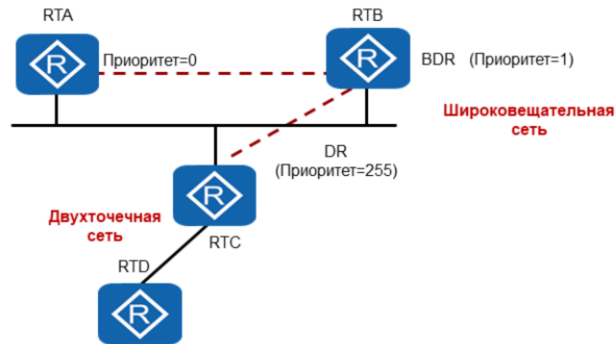 RTA
RTB
Приоритет=0
BDR (Приоритет=1)
R
R
Широковещательная
сеть
DR
(Приоритет=255)
R
Двухточечная
сеть
RTC
RTD
R